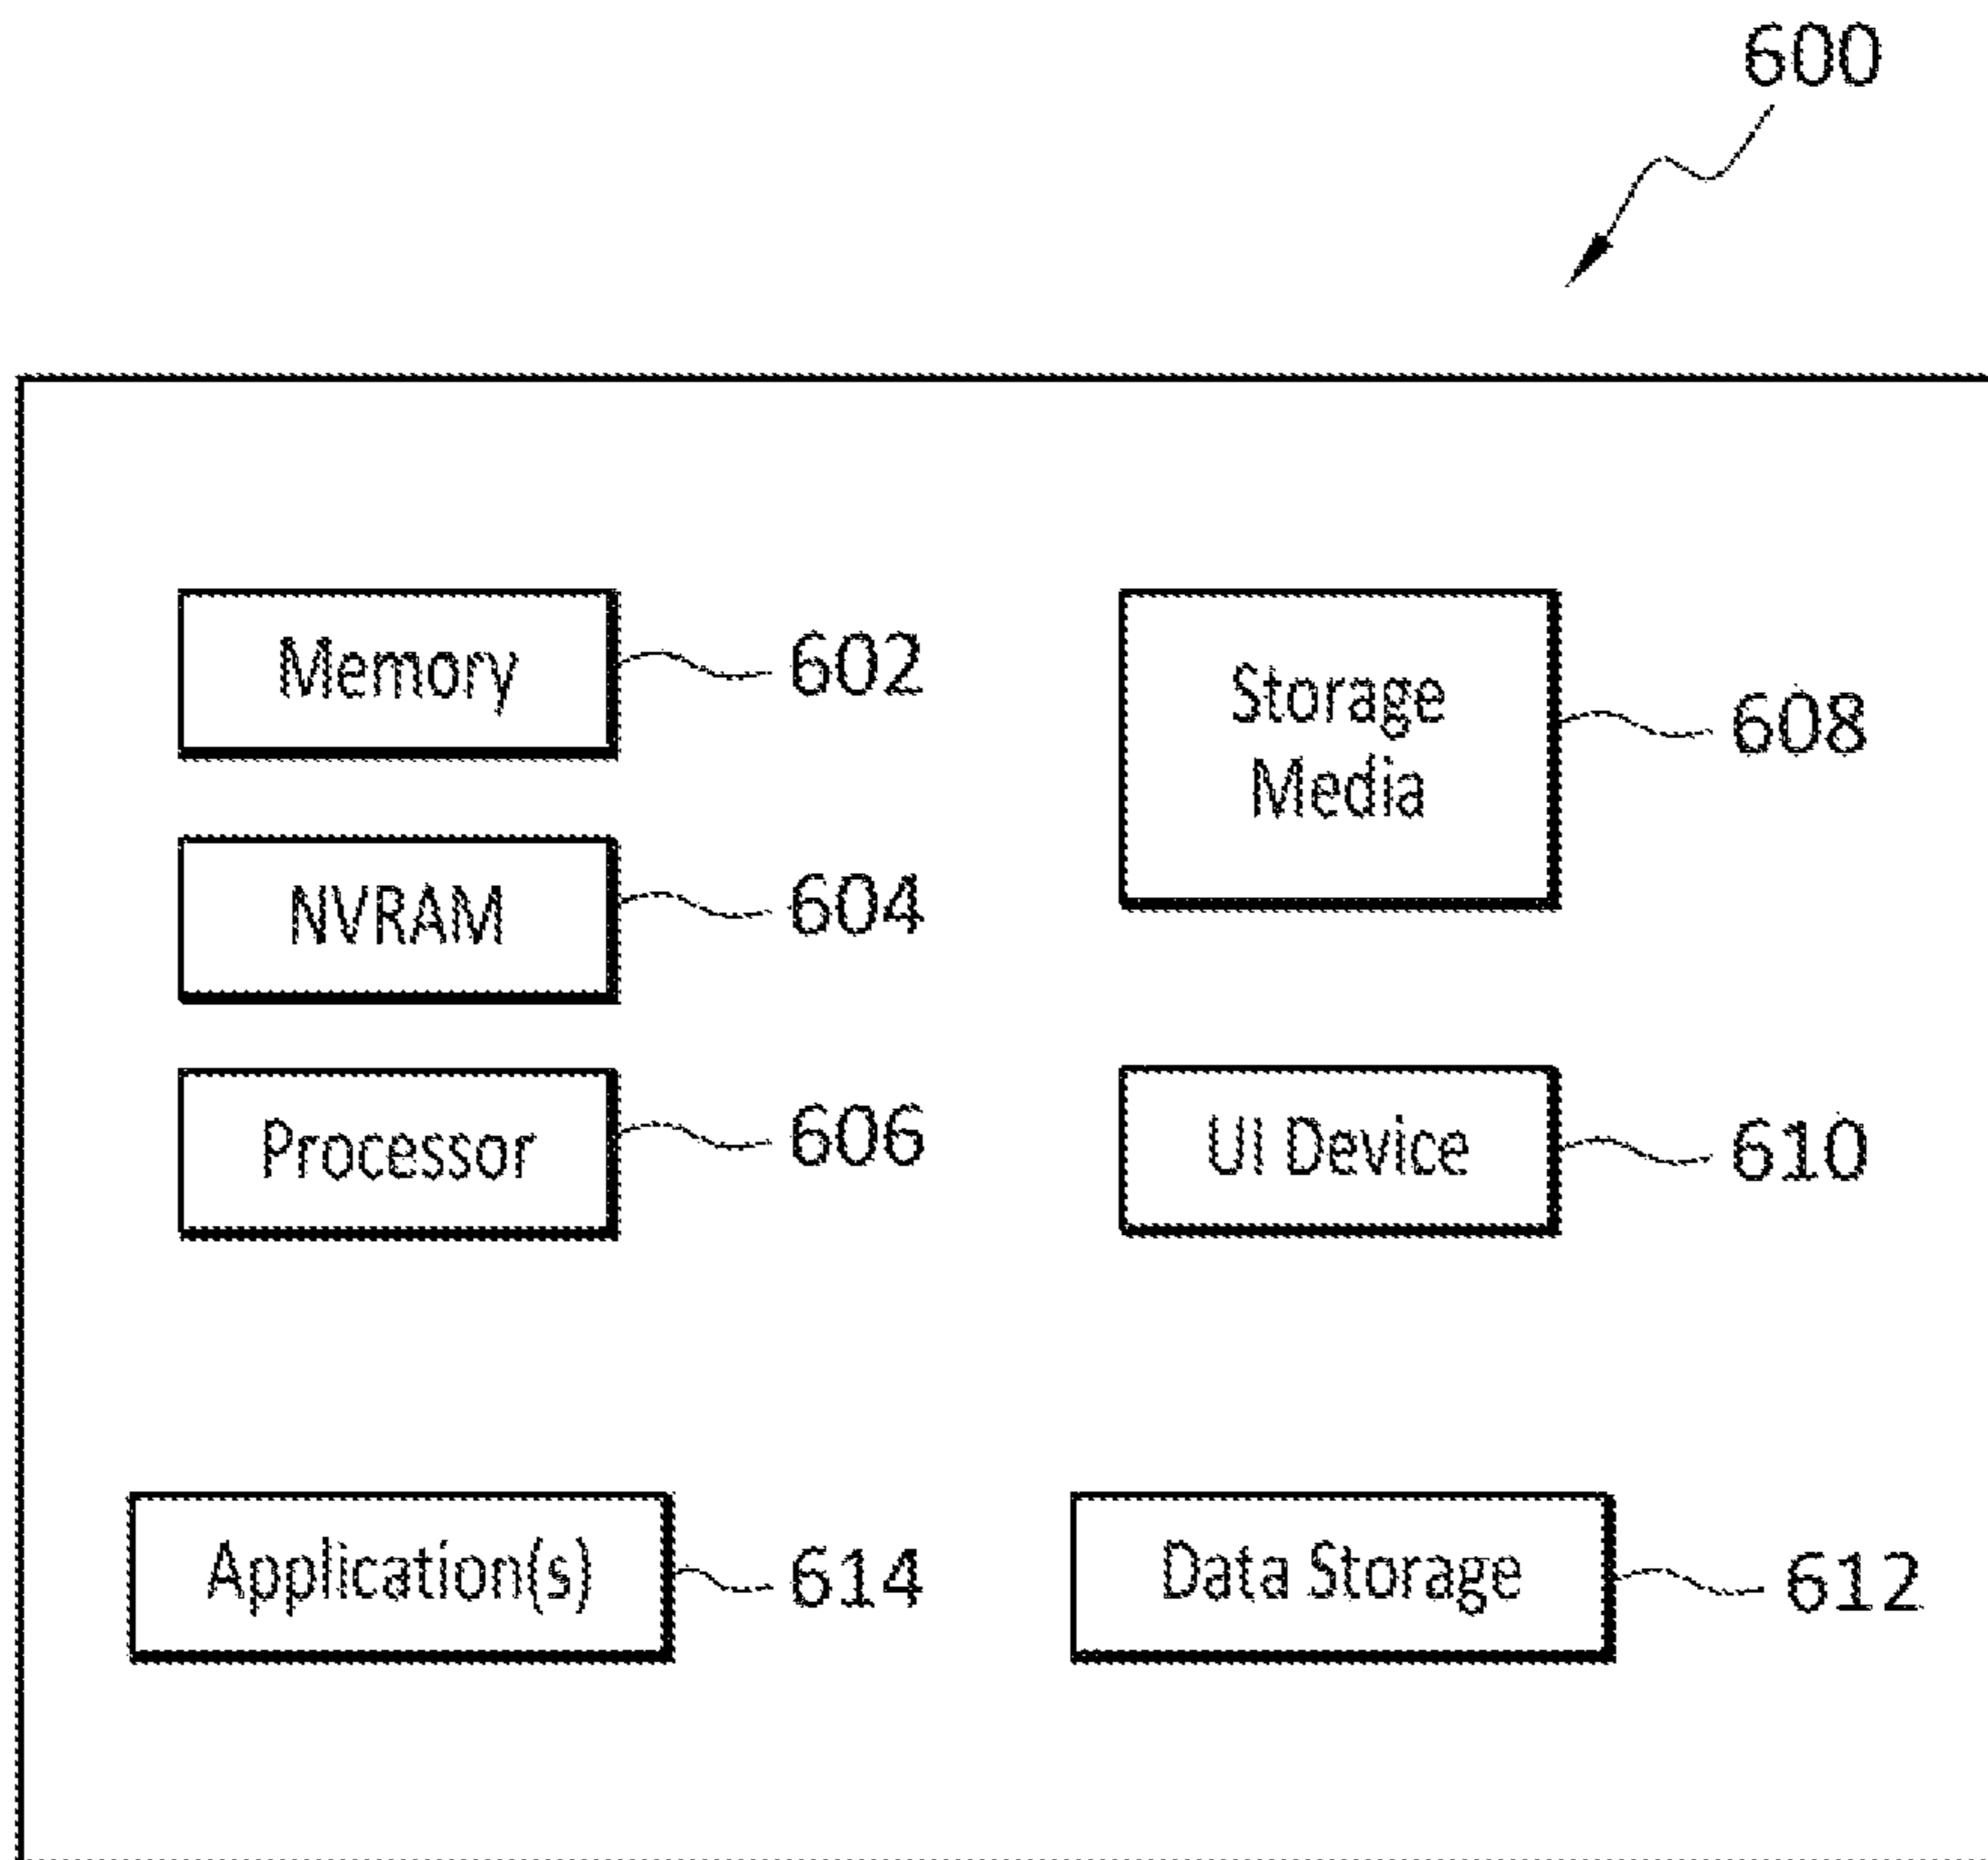 600
Memory
602
NVRAM
604
Processor
606
Storage
Media
608
UI Device
610
Application(s)
614
Data Storage
612